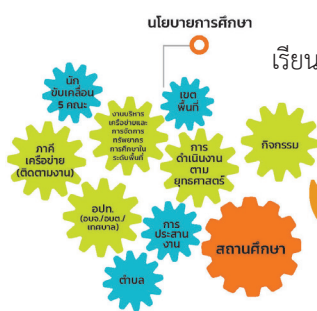 นโยบายการศึกษา
เรียน
นัก
ขับเคลื่อน
5 คณะ
เขต
พื้นที่
งานบริหาร
เครือข่ายและ
การจัดการ
ทรัพยากร
การศึกษาใน
ระดับพื้นที่
ภาคี
เครือข่าย
(ติดตามงาน)
การ
ดำเนินงาน
ตาม
ยุทธศาสตร์
กิจกรรม
อปท.
(อบจ./อบต./
เทศบาล)
การ
ประสาน
งาน
สถานศึกษา
ตำบล